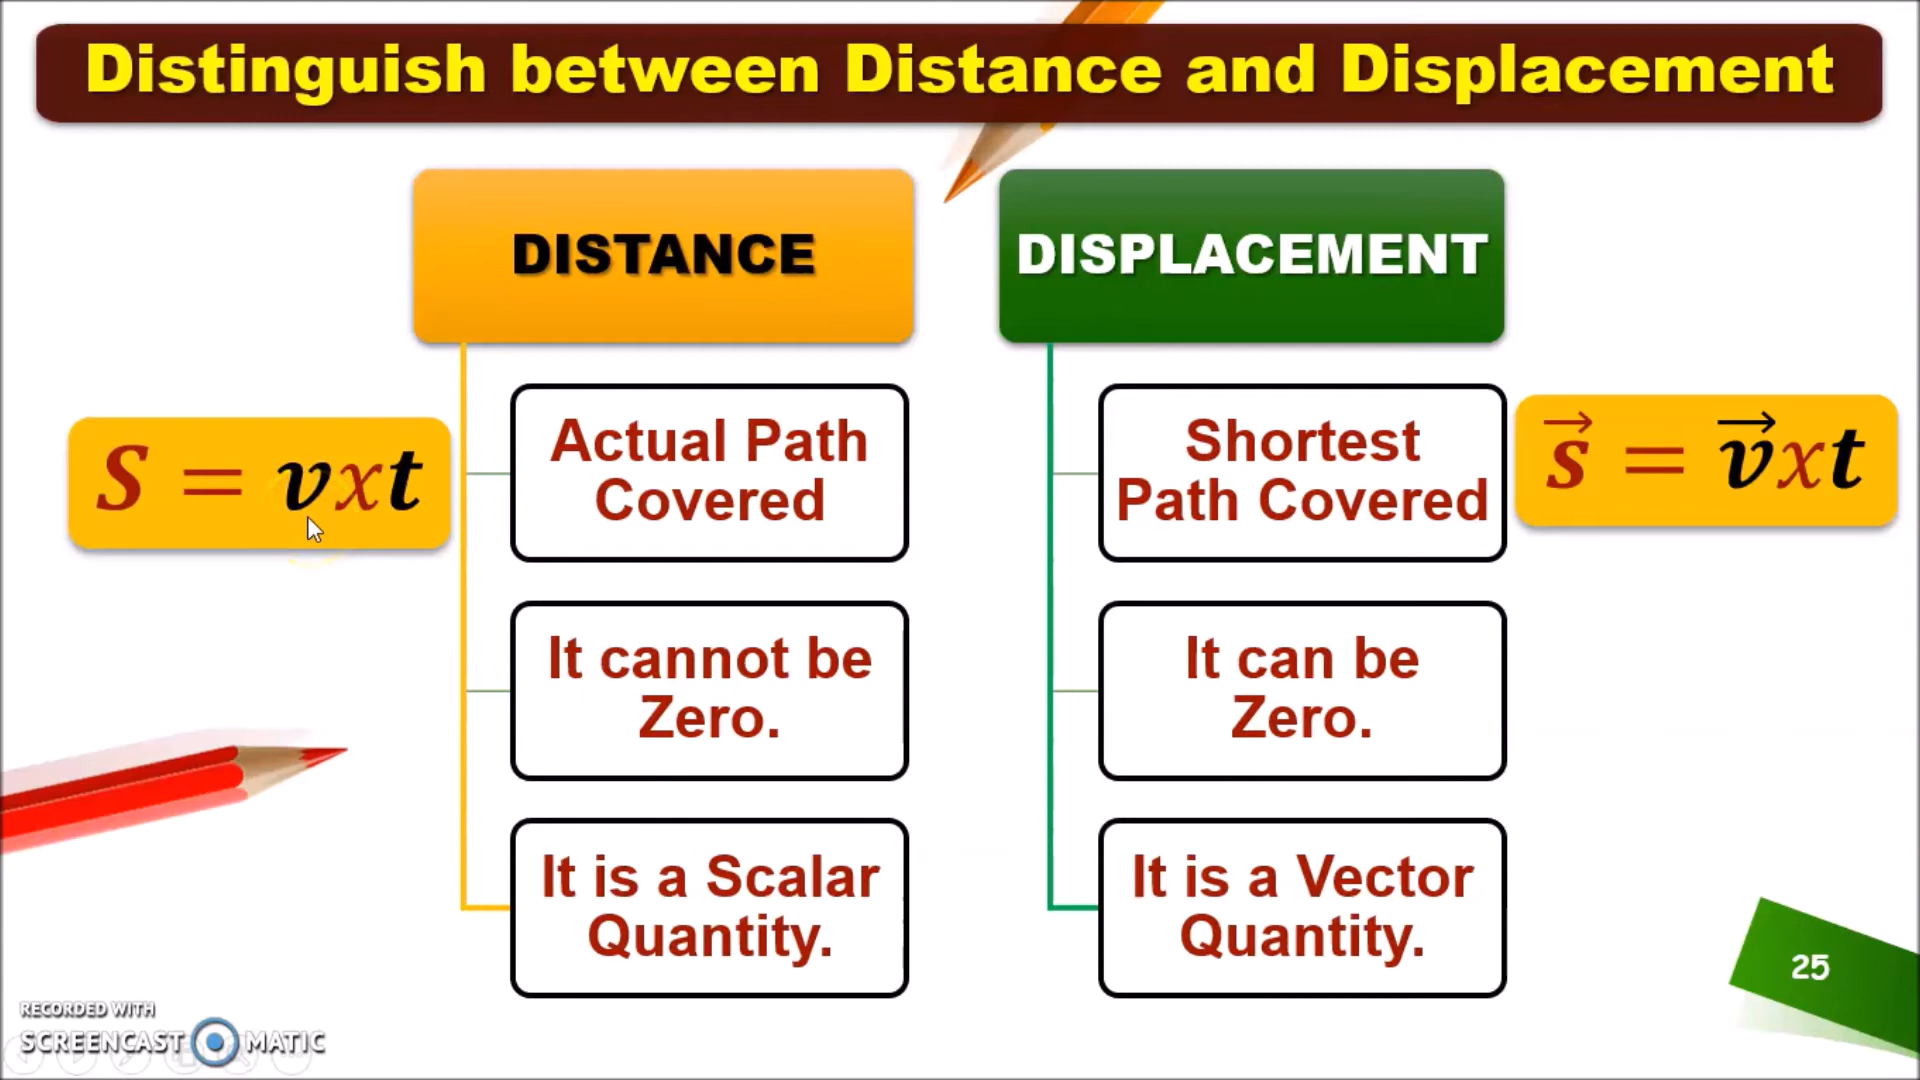 Distinguish between Distance and Displacement
DISTANCE
S = vxt
Actual Path
Covered
It cannot be
Zero.
It is a Scalar
Quantity.
DISPLACEMENT
Shortest
Path Covered
s⃗ = v⃗xt
It can be
Zero.
It is a Vector
Quantity.
25
RECORDED WITH
SCREENCAST MATIC